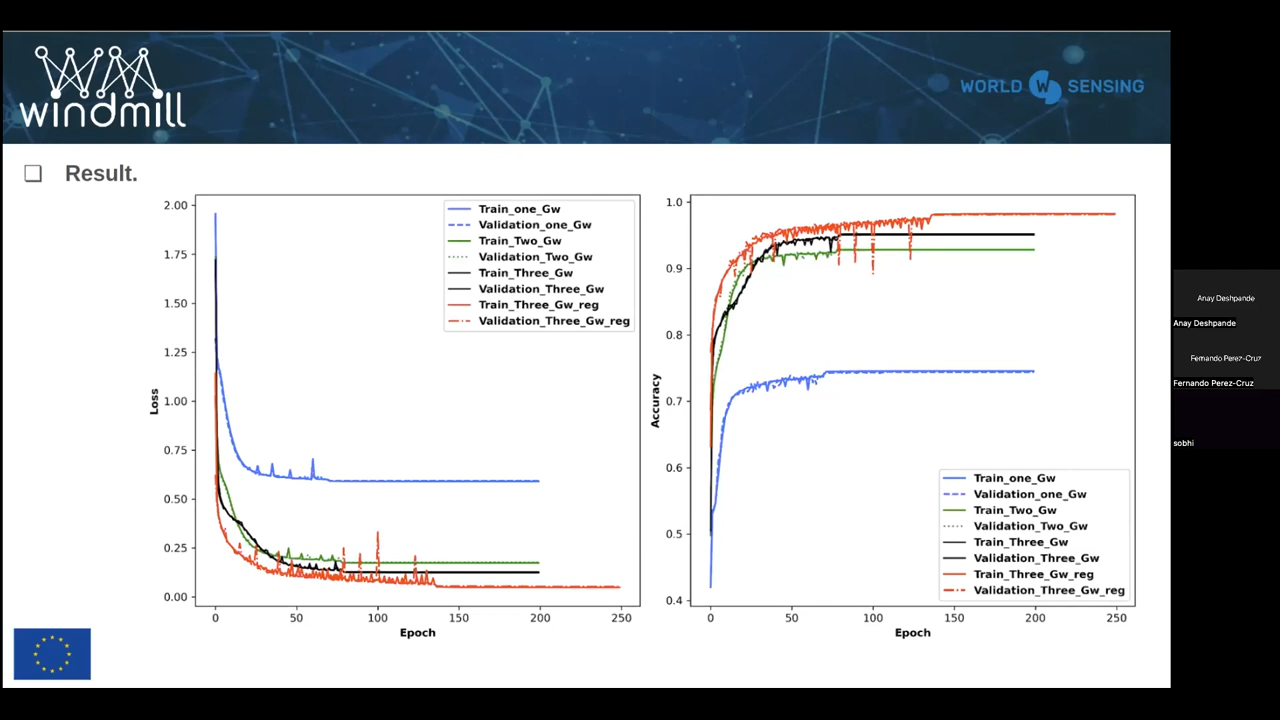 windmill
WORLD SENSING
Result.
2.00
1.75
1.50
1.25
1.00
0.75
0.50
0.25
0.00
Loss
0
50
100
150
200
250
Epoch
Train_one_Gw
Validation_one_Gw
Train_Two_Gw
Validation_Two_Gw
Train_Three_Gw
Validation_Three_Gw
Train_Three_Gw_reg
Validation_Three_Gw_reg
1.0
0.9
0.8
0.7
0.6
0.5
0.4
Accuracy
0
50
100
150
200
250
Epoch
Train_one_Gw
Validation_one_Gw
Train_Two_Gw
Validation_Two_Gw
Train_Three_Gw
Validation_Three_Gw
Train_Three_Gw_reg
Validation_Three_Gw_reg
Anay Deshpande
Anay Deshpande
Fernando Perez-Cruz
Fernando Perez-Cruz
sobhi